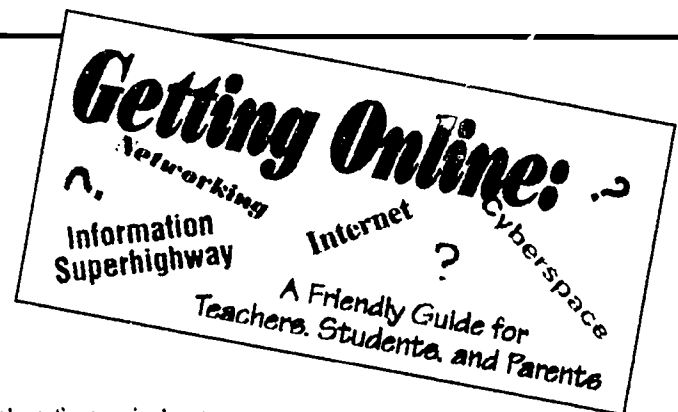 Getting Online:
Networking
?
?
Information
Superhighway
Internet
?
Cyberspace
A Friendly Guide for
Teachers, Students, and Parents